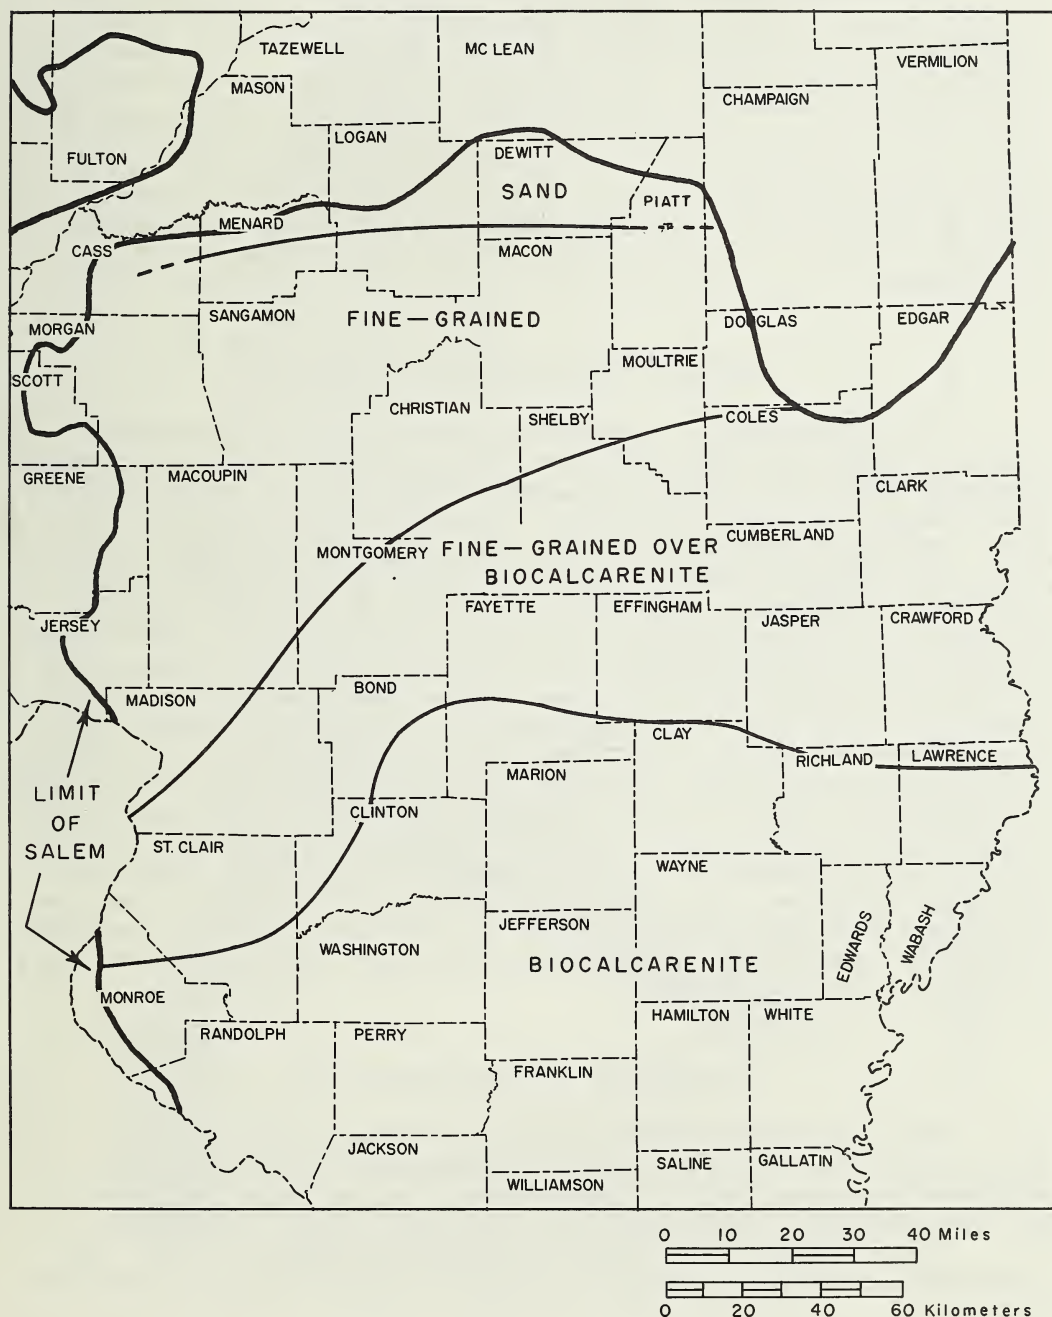 TAZEWELL
MC LEAN
VERMILION
MASON
CHAMPAIGN
LOGAN
FULTON
DEWITT
SAND
PIATT
MENARD
CASS
MACON
MORGAN
SANGAMON
FINE—GRAINED
DOUGLAS
EDGAR
MOULTRIE
SCOTT
CHRISTIAN
SHELBY
COLES
GREENE
MACOUPIN
CLARK
CUMBERLAND
MONTGOMERY
FINE—GRAINED OVER
BIOCALCARENITE
FAYETTE
EFFINGHAM
JASPER
CRAWFORD
JERSEY
MADISON
BOND
CLAY
RICHLAND
LAWRENCE
MARION
LIMIT
OF
SALEM
CLINTON
ST. CLAIR
WAYNE
EDWARDS
WABASH
JEFFERSON
WASHINGTON
BIOCALCARENITE
MONROE
HAMILTON
WHITE
RANDOLPH
PERRY
FRANKLIN
JACKSON
SALINE
GALLATIN
WILLIAMSON
0 10 20 30 40 Miles
0 20 40 60 Kilometers